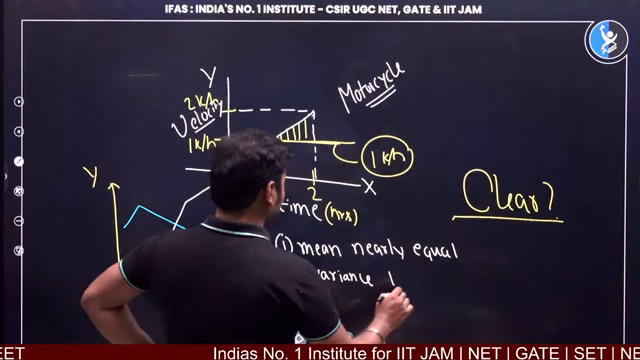 IFAS : INDIA'S NO. 1 INSTITUTE - CSIR UGC NET, GATE & IIT JAM
Y
Motorcycle
2 k/h
Velocity
1 k/h
1 k/h
X
2
time (hrs)
Y
Clear?
(i) mean nearly equal
variance
EET
Indias No. 1 Institute for IIT JAM | NET | GATE | SET | NE